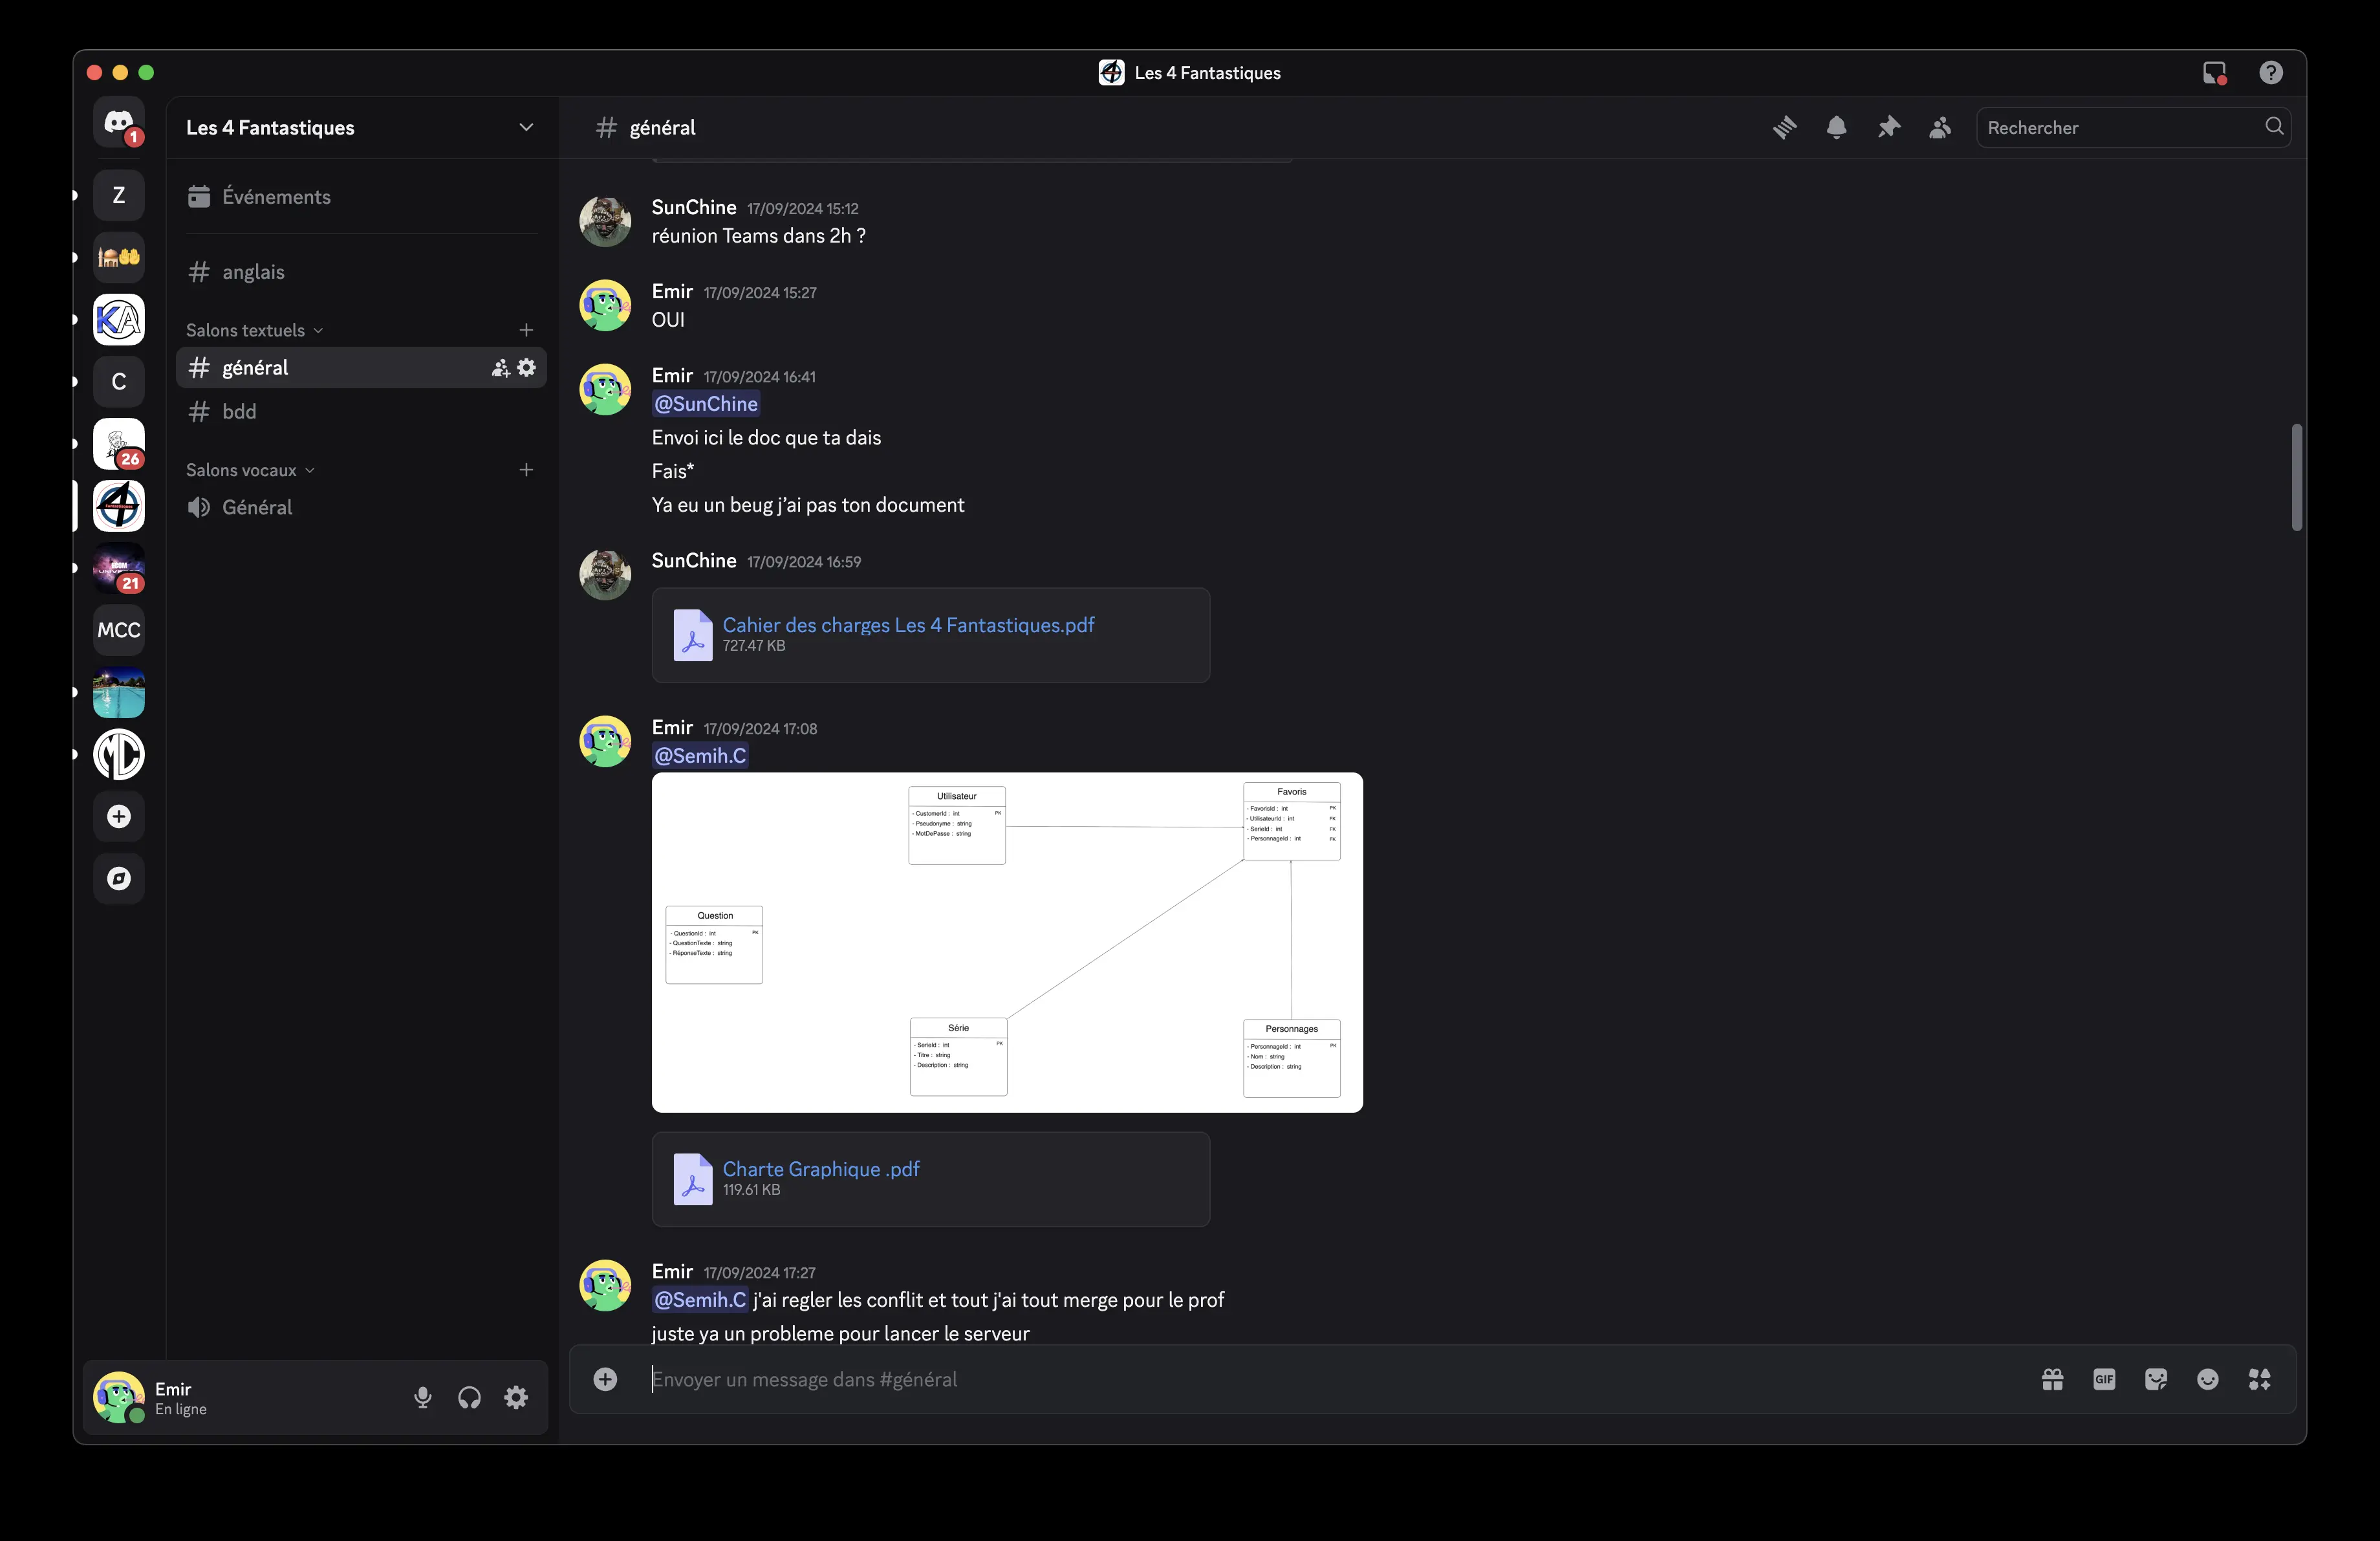 Les 4 Fantastiques
1
Z
C
26
4
21
MCC
MC
KA
Les 4 Fantastiques
Événements
anglais
Salons textuels
général
bdd
Salons vocaux
Général
Emir
En ligne
général
Rechercher
SunChine 17/09/2024 15:12
réunion Teams dans 2h ?
Emir 17/09/2024 15:27
OUI
Emir 17/09/2024 16:41
@SunChine
Envoi ici le doc que ta dais
Fais*
Ya eu un beug j'ai pas ton document
SunChine 17/09/2024 16:59
Cahier des charges Les 4 Fantastiques.pdf
727.47 KB
Emir 17/09/2024 17:08
@Semih.C
Utilisateur
- CustomerId : int PK
- Pseudonyme : string
- MotDePasse : string
Favoris
- FavorisId : int PK
- UtilisateurId : int FK
- SerieId : int FK
- PersonnageId : int FK
Question
- QuestionId : int PK
- QuestionTexte : string
- RéponseTexte : string
Série
- SerieId : int PK
- Titre : string
- Description : string
Personnages
- PersonnageId : int PK
- Nom : string
- Description : string
Charte Graphique .pdf
119.61 KB
Emir 17/09/2024 17:27
@Semih.C j'ai regler les conflit et tout j'ai tout merge pour le prof
juste ya un probleme pour lancer le serveur
Envoyer un message dans #général
GIF